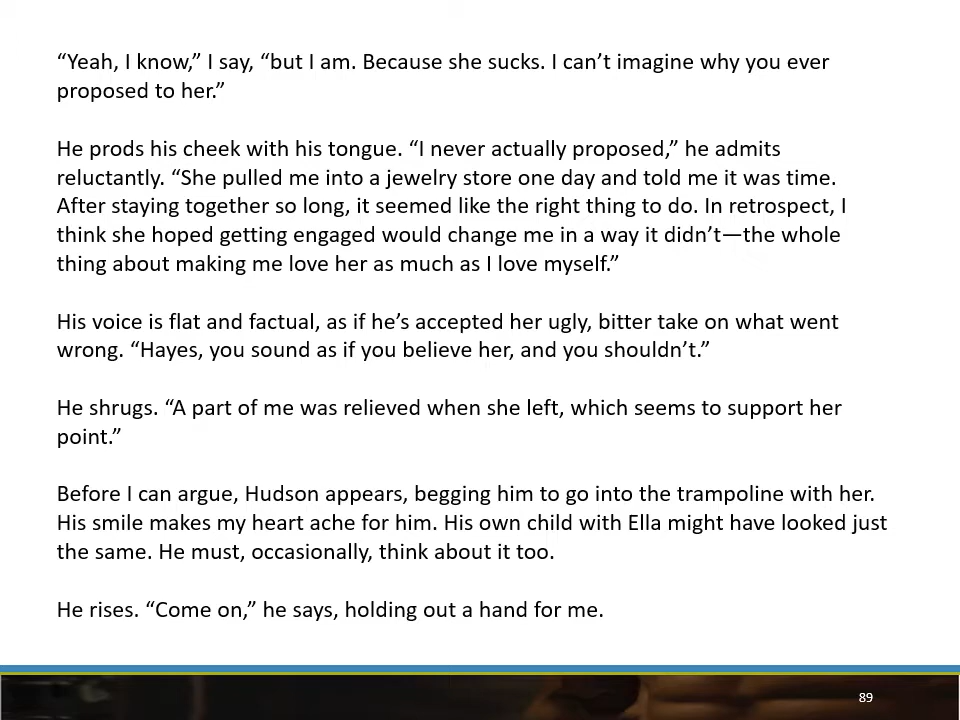 “Yeah, I know,” I say, “but I am. Because she sucks. I can’t imagine why you ever
proposed to her.”
He prods his cheek with his tongue. “I never actually proposed,” he admits
reluctantly. “She pulled me into a jewelry store one day and told me it was time.
After staying together so long, it seemed like the right thing to do. In retrospect, I
think she hoped getting engaged would change me in a way it didn’t—the whole
thing about making me love her as much as I love myself.”
His voice is flat and factual, as if he’s accepted her ugly, bitter take on what went
wrong. “Hayes, you sound as if you believe her, and you shouldn’t.”
He shrugs. “A part of me was relieved when she left, which seems to support her
point.”
Before I can argue, Hudson appears, begging him to go into the trampoline with her.
His smile makes my heart ache for him. His own child with Ella might have looked just
the same. He must, occasionally, think about it too.
He rises. “Come on,” he says, holding out a hand for me.
89